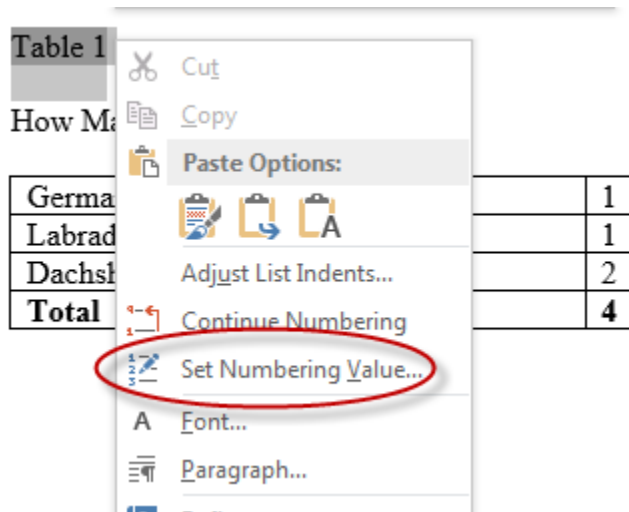 Table 1
Cut
Copy
How Ma
Paste Options:
Germa 1
Labrad 1
Dachsh 2
Total 4
Adjust List Indents...
Continue Numbering
Set Numbering Value...
Font...
Paragraph...